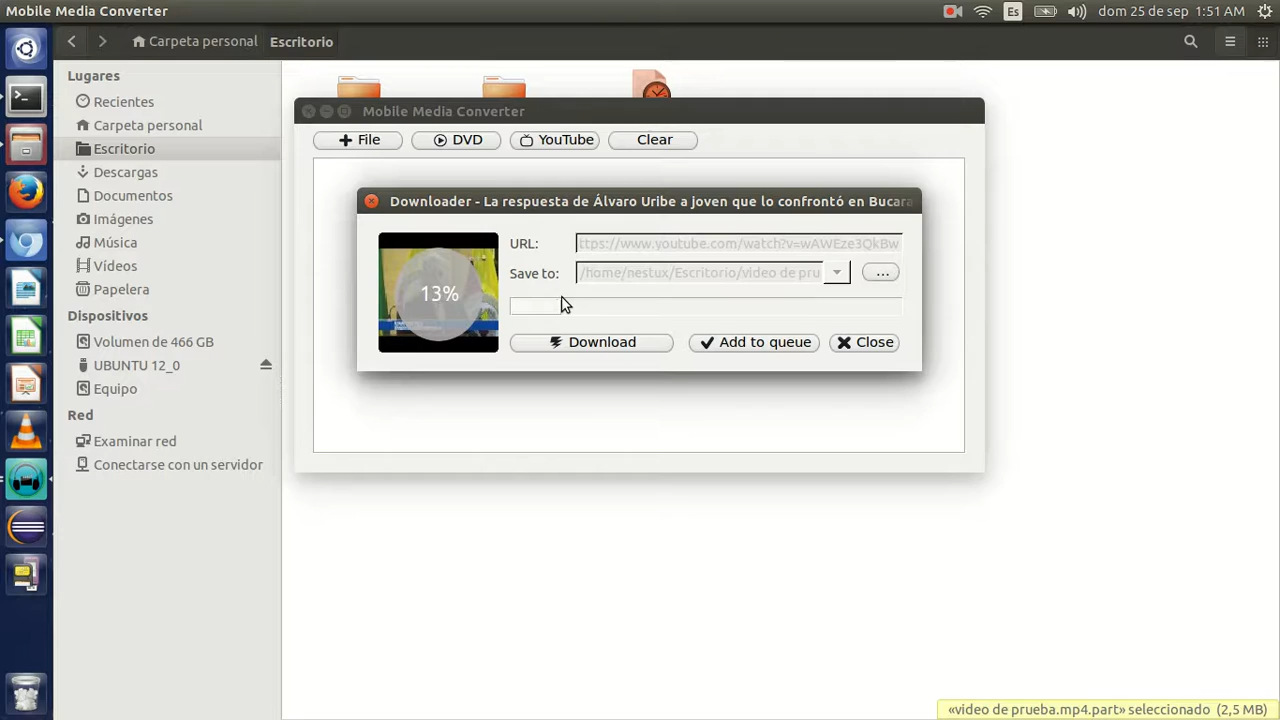 Mobile Media Converter
Es
dom 25 de sep 1:51 AM
Carpeta personal
Escritorio
Lugares
Recientes
Carpeta personal
Escritorio
Descargas
Documentos
Imágenes
Música
Vídeos
Papelera
Dispositivos
Volumen de 466 GB
UBUNTU 12_0
Equipo
Red
Examinar red
Conectarse con un servidor
Mobile Media Converter
File
DVD
YouTube
Clear
Downloader - La respuesta de Álvaro Uribe a joven que lo confrontó en Bucara
URL: ttps://www.youtube.com/watch?v=wAWEze3QkBw
Save to: /home/nestux/Escritorio/video de pru
...
13%
Download
Add to queue
Close
«video de prueba.mp4.part» seleccionado (2,5 MB)